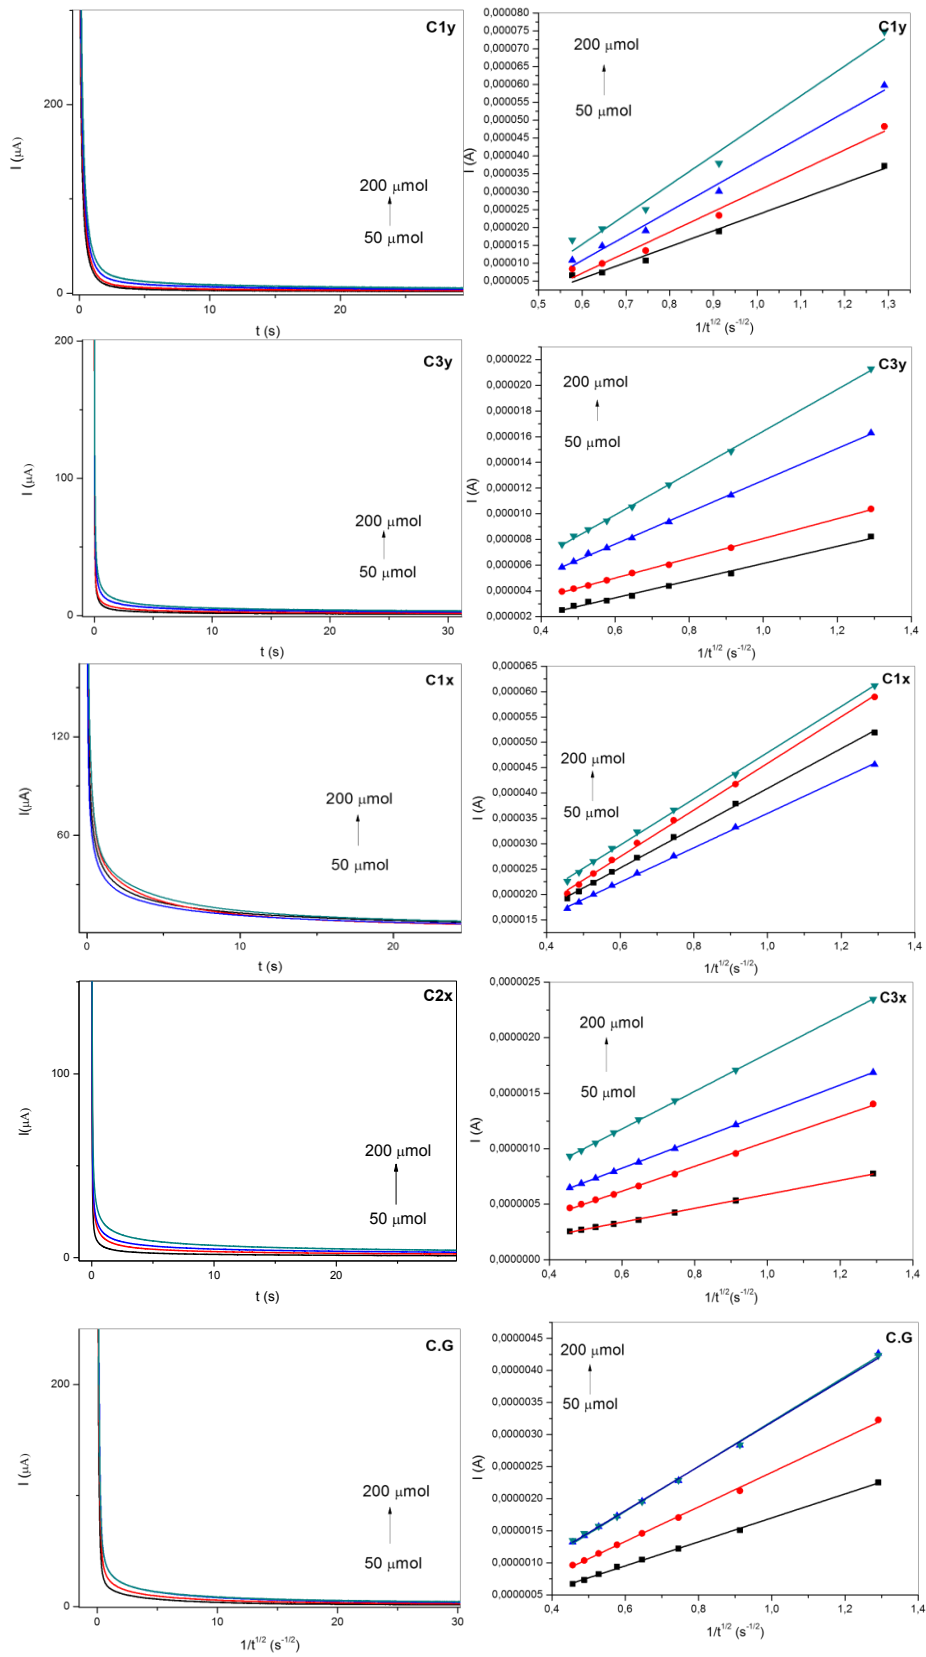 C1y
I (μA)
200
0
200 μmol
50 μmol
0
10
20
t (s)
C1y
I (A)
0,000080
0,000075
0,000070
0,000065
0,000060
0,000055
0,000050
0,000045
0,000040
0,000035
0,000030
0,000025
0,000020
0,000015
0,000010
0,000005
200 μmol
50 μmol
0,5 0,6 0,7 0,8 0,9 1,0 1,1 1,2 1,3
1/t^1/2 (s^-1/2)
C3y
I (μA)
200
100
0
200 μmol
50 μmol
0 10 20 30
t (s)
C3y
I (A)
0,000022
0,000020
0,000018
0,000016
0,000014
0,000012
0,000010
0,000008
0,000006
0,000004
0,000002
200 μmol
50 μmol
0,4 0,6 0,8 1,0 1,2 1,4
1/t^1/2 (s^-1/2)
C1x
I(μA)
120
60
200 μmol
50 μmol
0 10 20
t (s)
C1x
I (A)
0,000065
0,000060
0,000055
0,000050
0,000045
0,000040
0,000035
0,000030
0,000025
0,000020
0,000015
200 μmol
50 μmol
0,4 0,6 0,8 1,0 1,2 1,4
1/t^1/2(s^-1/2)
C2x
I(μA)
100
0
200 μmol
50 μmol
0 10 20
t (s)
C3x
I (A)
0,0000025
0,0000020
0,0000015
0,0000010
0,0000005
0,0000000
200 μmol
50 μmol
0,4 0,6 0,8 1,0 1,2 1,4
1/t^1/2(s^-1/2)
C.G
I (μA)
200
0
200 μmol
50 μmol
0 10 20 30
1/t^1/2 (s^-1/2)
C.G
I (A)
0,0000045
0,0000040
0,0000035
0,0000030
0,0000025
0,0000020
0,0000015
0,0000010
0,0000005
200 μmol
50 μmol
0,4 0,6 0,8 1,0 1,2 1,4
1/t^1/2 (s^-1/2)